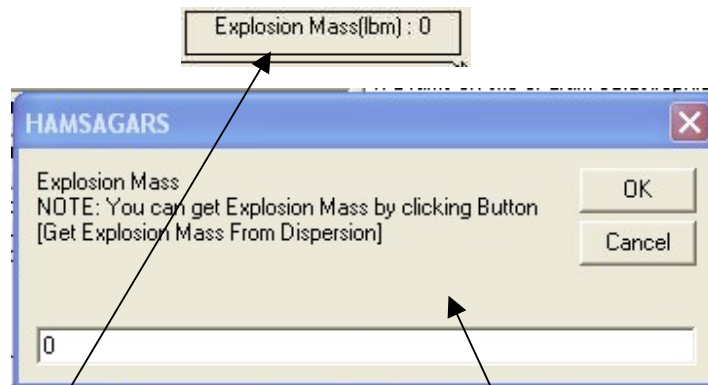 Explosion Mass(lbm) : 0
HAMSAGARS
Explosion Mass
NOTE: You can get Explosion Mass by clicking Button
[Get Explosion Mass From Dispersion]
OK
Cancel
0